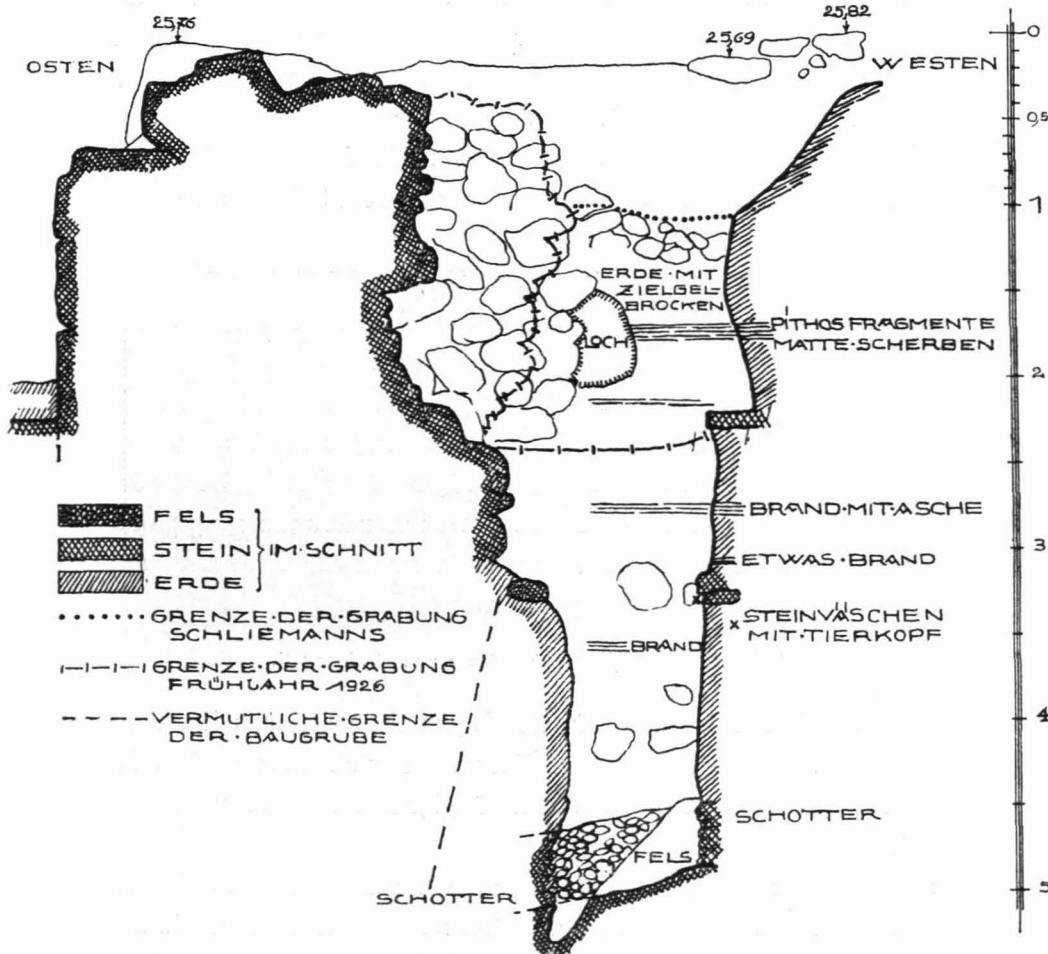 25,76
25,82
25,69
OSTEN
WESTEN
0
0,5
1
ERDE·MIT
ZIELGEL-
BROCKEN
LOCH
PITHOSFRAGMENTE
MATTE·SCHERBEN
2
1
FELS
STEIN
ERDE
IM·SCHNITT
BRAND·MIT·ASCHE
3
ETWAS·BRAND
x STEINVÄSCHEN
MIT·TIERKOPF
GRENZE·DER·GRABUNG
SCHLIEMANNS
BRAND
GRENZE·DER·GRABUNG
FRÜHJAHR 1926
VERMUTLICHE·GRENZE
DER·BAUGRUBE
4
SCHOTTER
FELS
SCHOTTER
5